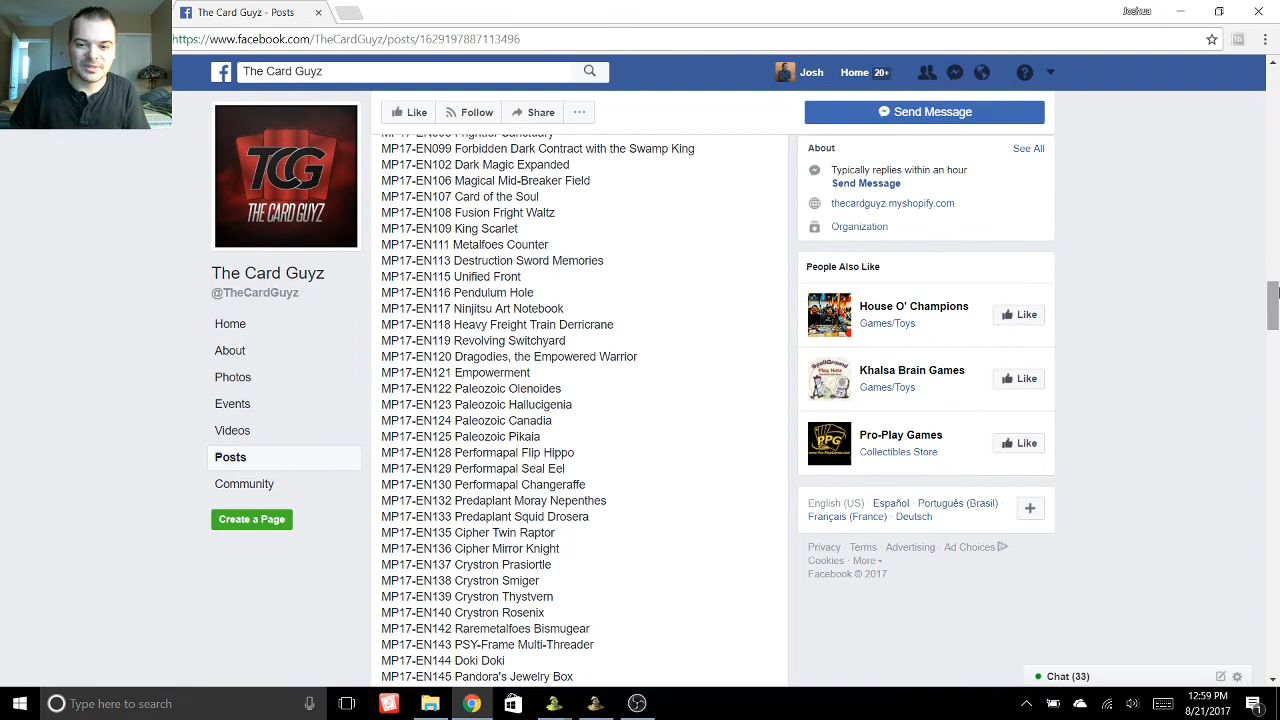 The Card Guyz - Posts
Joshua
https://www.facebook.com/TheCardGuyz/posts/1629197887113496
The Card Guyz
Josh
Home 20+
Like
Follow
Share
Send Message
TCG
THE CARD GUYZ
The Card Guyz
@TheCardGuyz
Home
About
Photos
Events
Videos
Posts
Community
Create a Page
MP17-EN099 Forbidden Dark Contract with the Swamp King
MP17-EN102 Dark Magic Expanded
MP17-EN106 Magical Mid-Breaker Field
MP17-EN107 Card of the Soul
MP17-EN108 Fusion Fright Waltz
MP17-EN109 King Scarlet
MP17-EN111 Metalfoes Counter
MP17-EN113 Destruction Sword Memories
MP17-EN115 Unified Front
MP17-EN116 Pendulum Hole
MP17-EN117 Ninjitsu Art Notebook
MP17-EN118 Heavy Freight Train Derricrane
MP17-EN119 Revolving Switchyard
MP17-EN120 Dragodies, the Empowered Warrior
MP17-EN121 Empowerment
MP17-EN122 Paleozoic Olenoides
MP17-EN123 Paleozoic Hallucigenia
MP17-EN124 Paleozoic Canadia
MP17-EN125 Paleozoic Pikaia
MP17-EN128 Performapal Flip Hippo
MP17-EN129 Performapal Seal Eel
MP17-EN130 Performapal Changeraffe
MP17-EN132 Predaplant Moray Nepenthes
MP17-EN133 Predaplant Squid Drosera
MP17-EN135 Cipher Twin Raptor
MP17-EN136 Cipher Mirror Knight
MP17-EN137 Crystron Prasiortle
MP17-EN138 Crystron Smiger
MP17-EN139 Crystron Thystvern
MP17-EN140 Crystron Rosenix
MP17-EN142 Raremetalfoes Bismugear
MP17-EN143 PSY-Frame Multi-Threader
MP17-EN144 Doki Doki
MP17-EN145 Pandora's Jewelry Box
About
See All
Typically replies within an hour
Send Message
thecardguyz.myshopify.com
Organization
People Also Like
House O' Champions
Games/Toys
Like
Khalsa Brain Games
Games/Toys
Like
Pro-Play Games
Collectibles Store
Like
PPG
English (US) · Español · Português (Brasil) ·
Français (France) · Deutsch
Privacy · Terms · Advertising · Ad Choices ·
Cookies · More
Facebook © 2017
Chat (33)
Type here to search
12:59 PM
8/21/2017